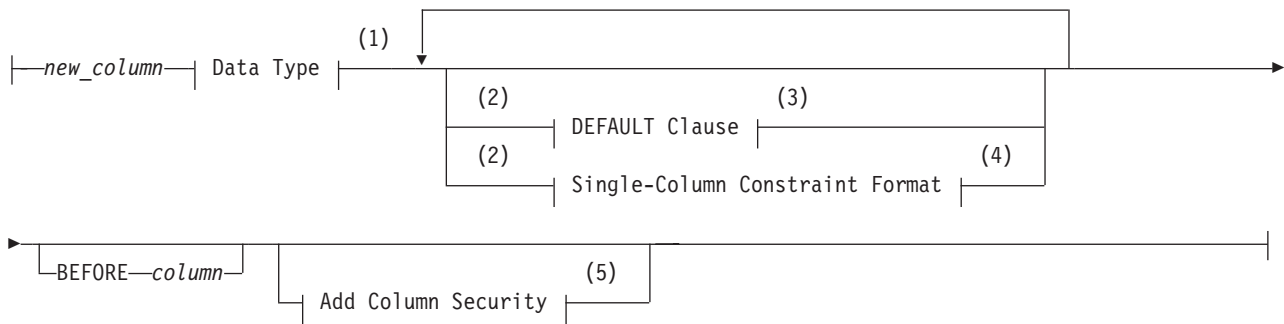 (1)
new_column Data Type
(2) (3)
DEFAULT Clause
(2) (4)
Single-Column Constraint Format
BEFORE column (5)
Add Column Security